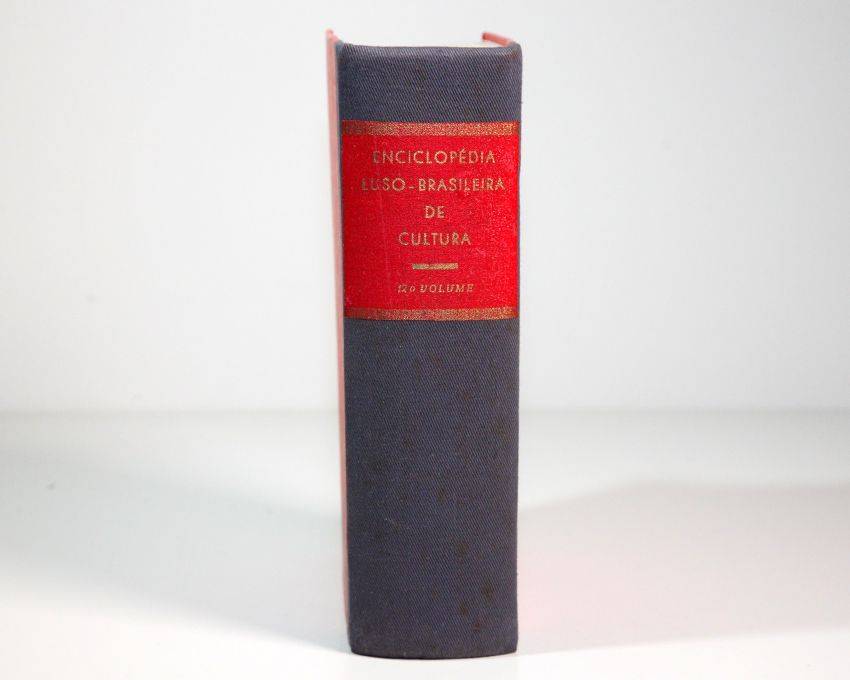 ENCICLOPÉDIA
LUSO-BRASILEIRA
DE
CULTURA
12º VOLUME